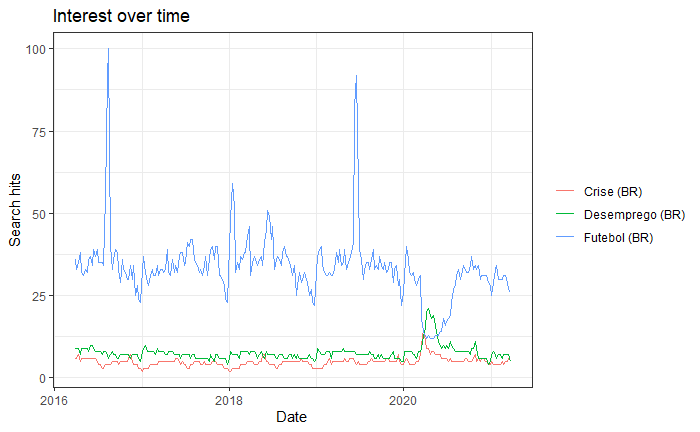 Interest over time
100
75
50
25
0
Search hits
2016
2018
2020
Date
Crise (BR)
Desemprego (BR)
Futebol (BR)